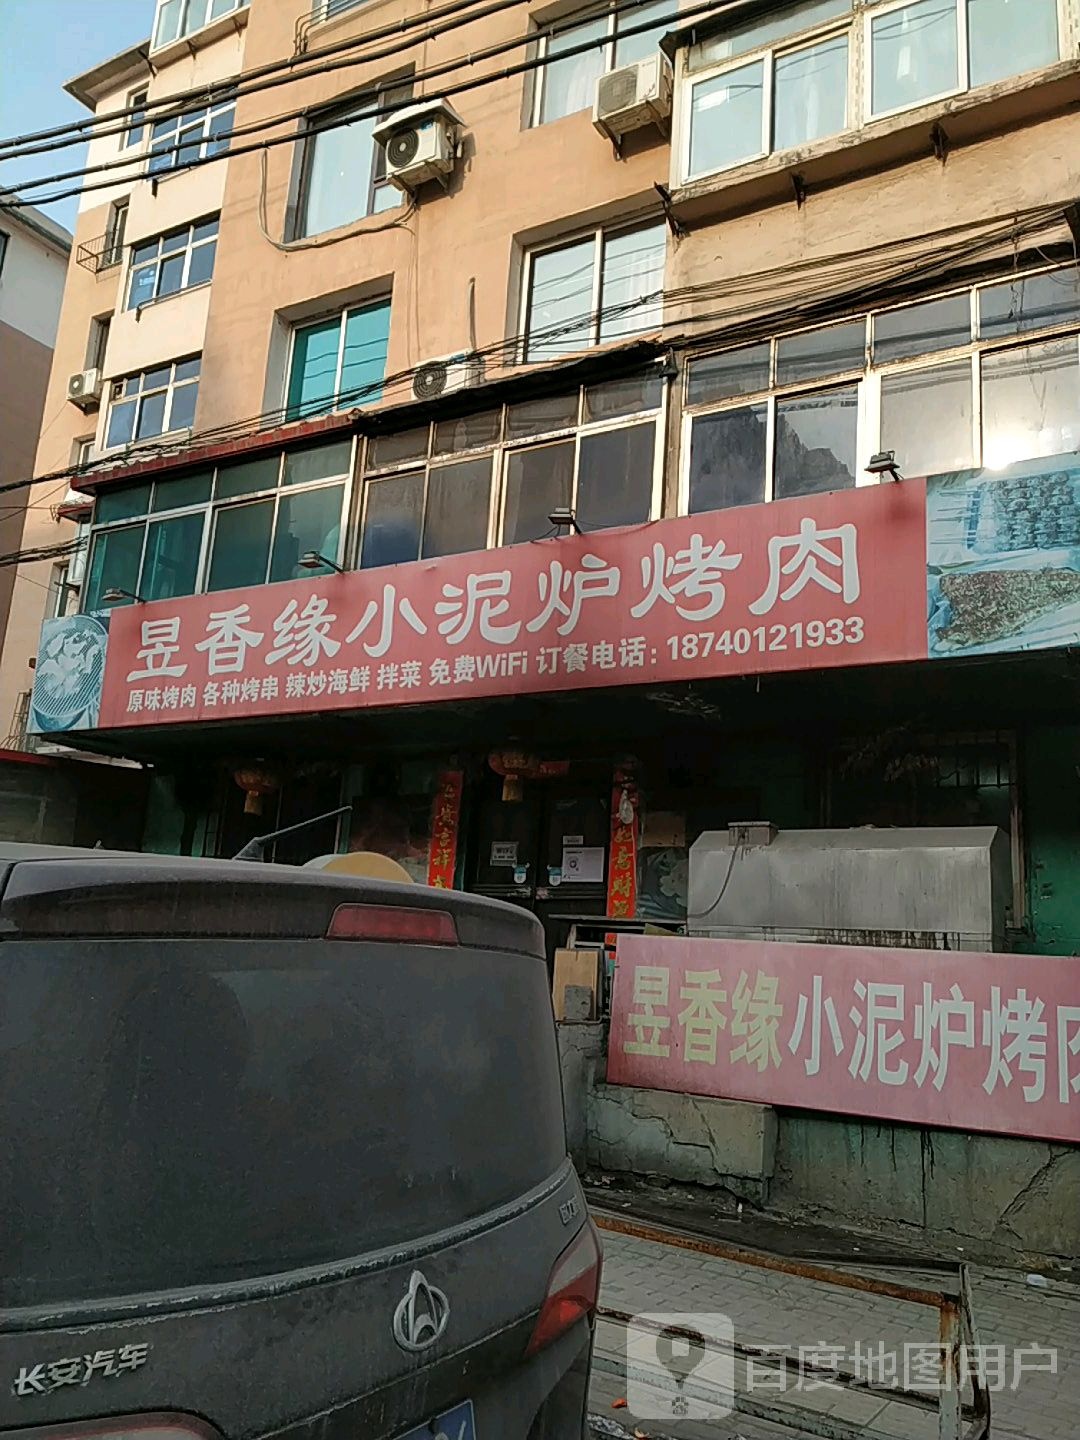 昱香缘小泥炉烤肉
原味烤肉 各种烤串 辣炒海鲜 拌菜 免费WiFi 订餐电话：18740121933
WIFI
昱香缘小泥炉烤肉
长安汽车
百度地图用户